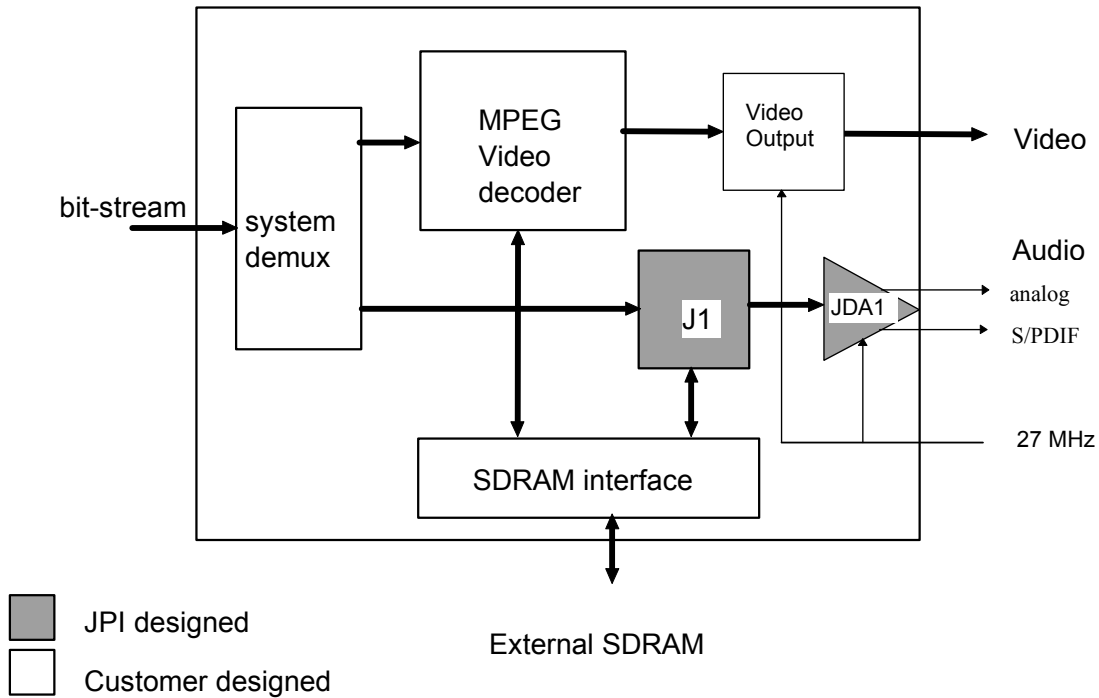 MPEG
Video
decoder
Video
Output
Video
bit-stream
system
demux
Audio
analog
J1
JDA1
S/PDIF
27 MHz
SDRAM interface
JPI designed
External SDRAM
Customer designed